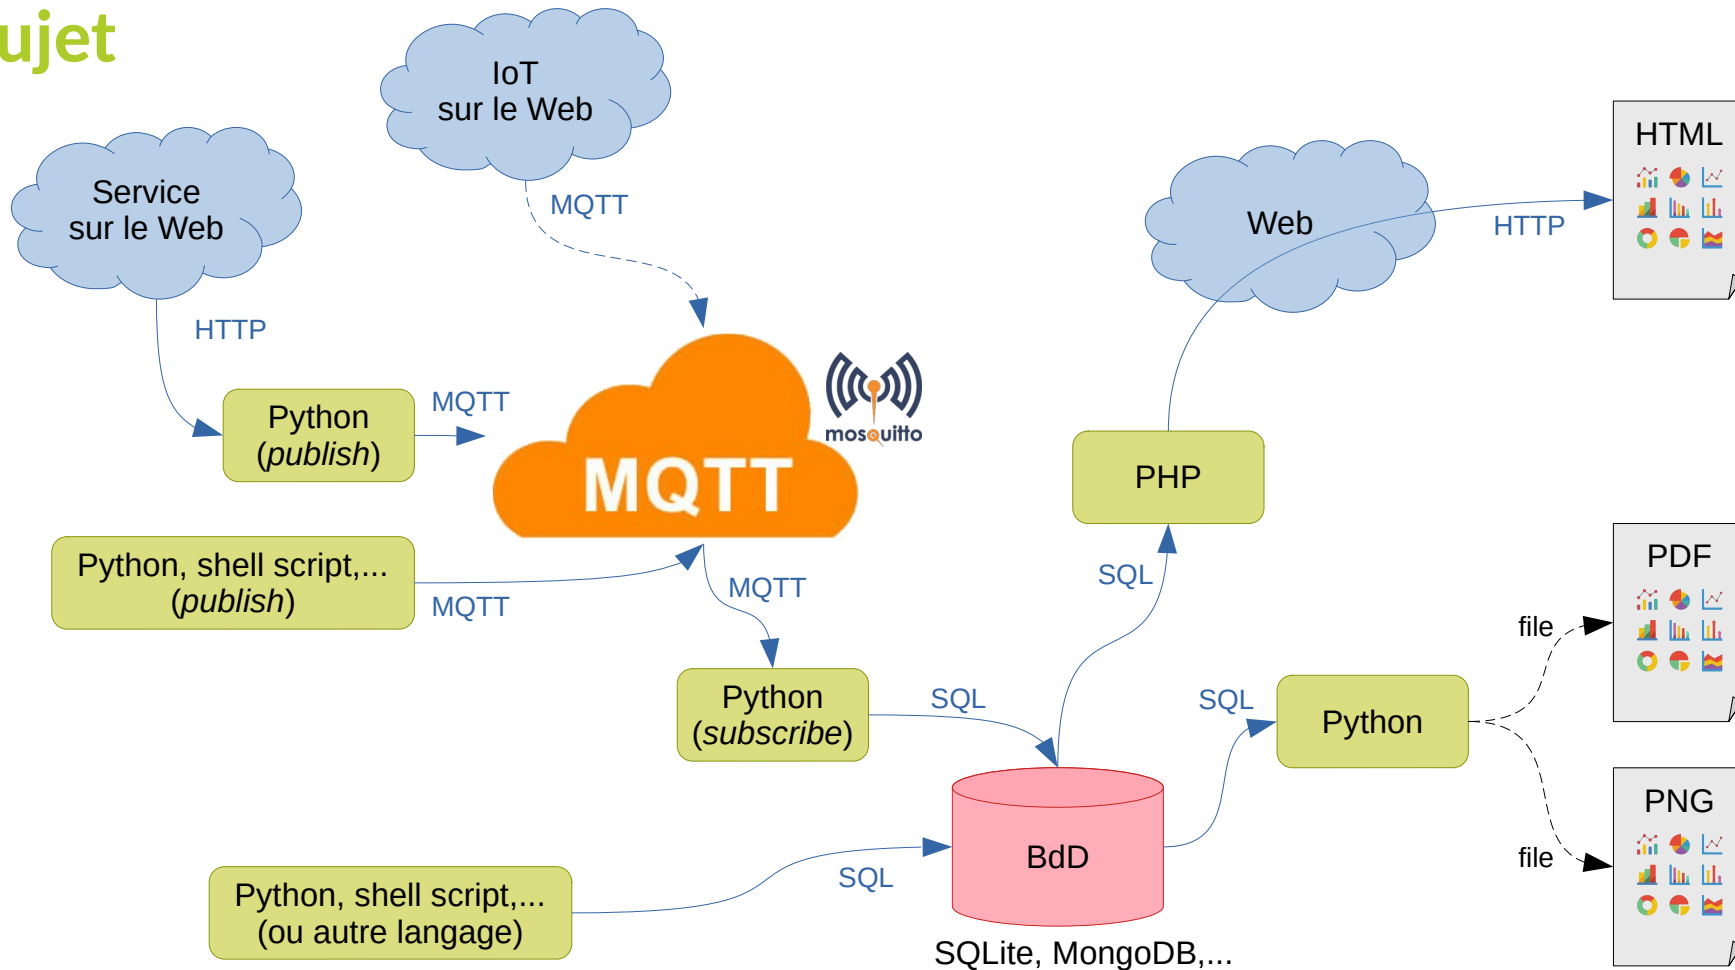 ujet
IoT
sur le Web
Service
sur le Web
MQTT
HTTP
Web
HTTP
HTML
Python
(publish)
MQTT
MQTT
mosquitto
PHP
Python, shell script,...
(publish)
MQTT
MQTT
SQL
PDF
file
Python
(subscribe)
SQL
SQL
Python
PNG
file
BdD
SQL
Python, shell script,...
(ou autre langage)
SQLite, MongoDB,...